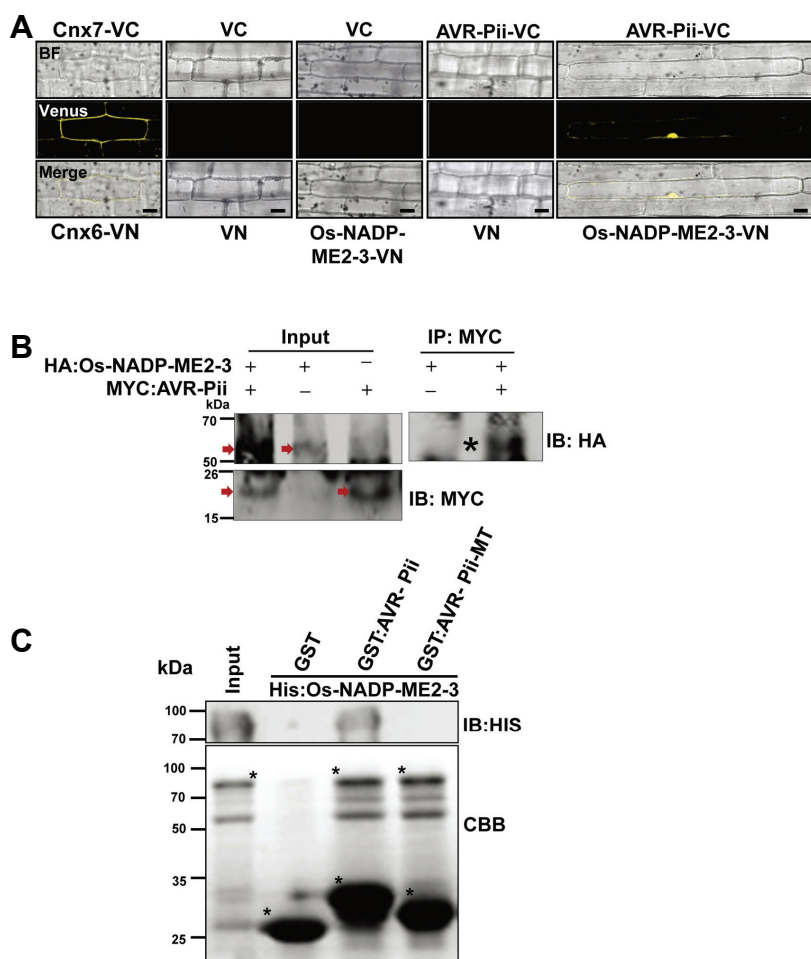 A
Cnx7-VC VC VC AVR-Pii-VC AVR-Pii-VC
BF
Venus
Merge
Cnx6-VN VN Os-NADP-ME2-3-VN VN Os-NADP-ME2-3-VN
B
Input IP: MYC
HA:Os-NADP-ME2-3 + + – + +
MYC:AVR-Pii + – + – +
kDa
70
50
* IB: HA
26
15
IB: MYC
C
kDa
Input GST GST:AVR- Pii GST:AVR- Pii-MT
His:Os-NADP-ME2-3
100
70
IB:HIS
100
70
50
35
25
* * *
* * *
CBB